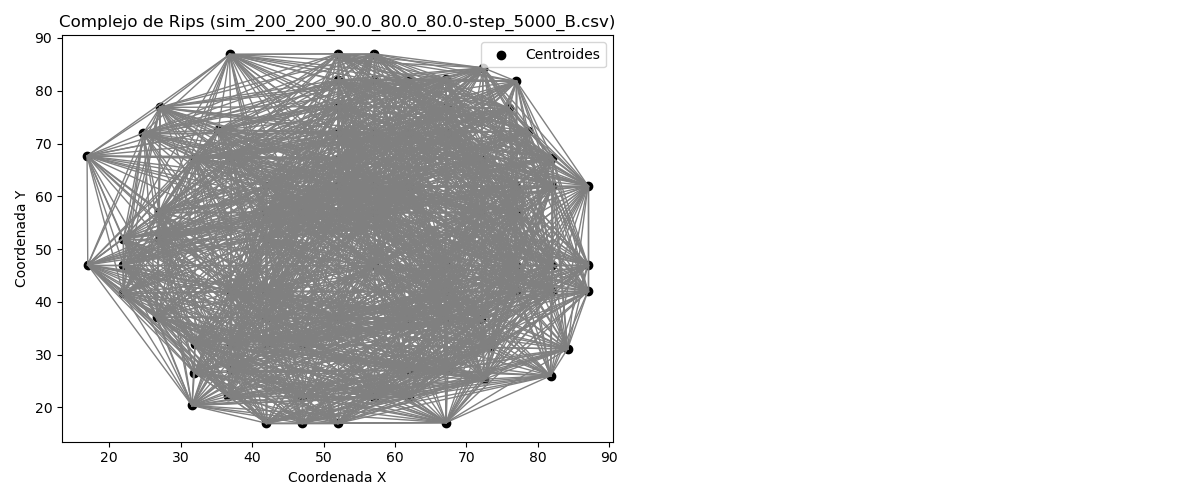 Complejo de Rips (sim_200_200_90.0_80.0_80.0-step_5000_B.csv)
Centroides
Coordenada Y
90
80
70
60
50
40
30
20
20 30 40 50 60 70 80 90
Coordenada X